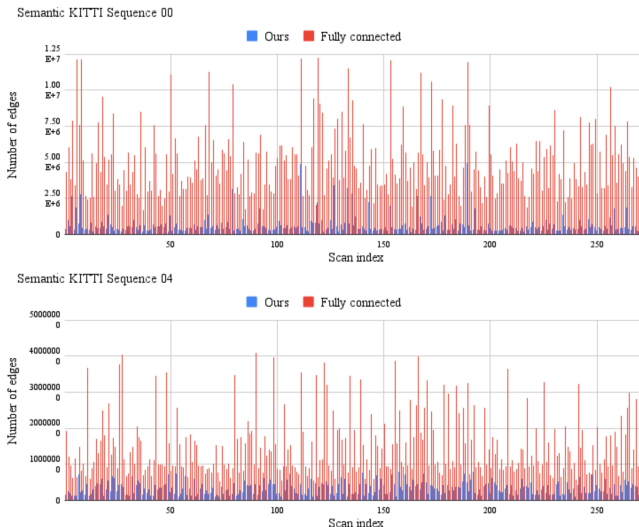 Semantic KITTI Sequence 00
Ours Fully connected
Number of edges
1.25
E+7
1.00
E+7
7.50
E+6
5.00
E+6
2.50
E+6
0
50 100 150 200 250
Scan index
Semantic KITTI Sequence 04
Ours Fully connected
Number of edges
5000000
0
4000000
0
3000000
0
2000000
0
1000000
0
0
50 100 150 200 250
Scan index